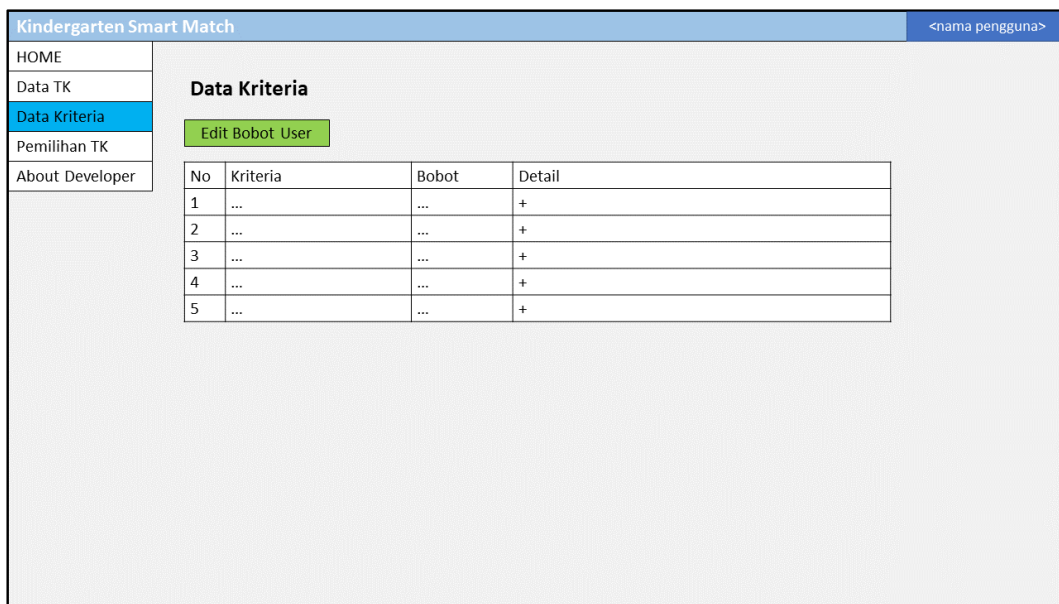 Kindergarten Smart Match <nama pengguna>
HOME
Data TK
Data Kriteria
Pemilihan TK
About Developer
Data Kriteria
Edit Bobot User
No Kriteria Bobot Detail
1 ... ... +
2 ... ... +
3 ... ... +
4 ... ... +
5 ... ... +